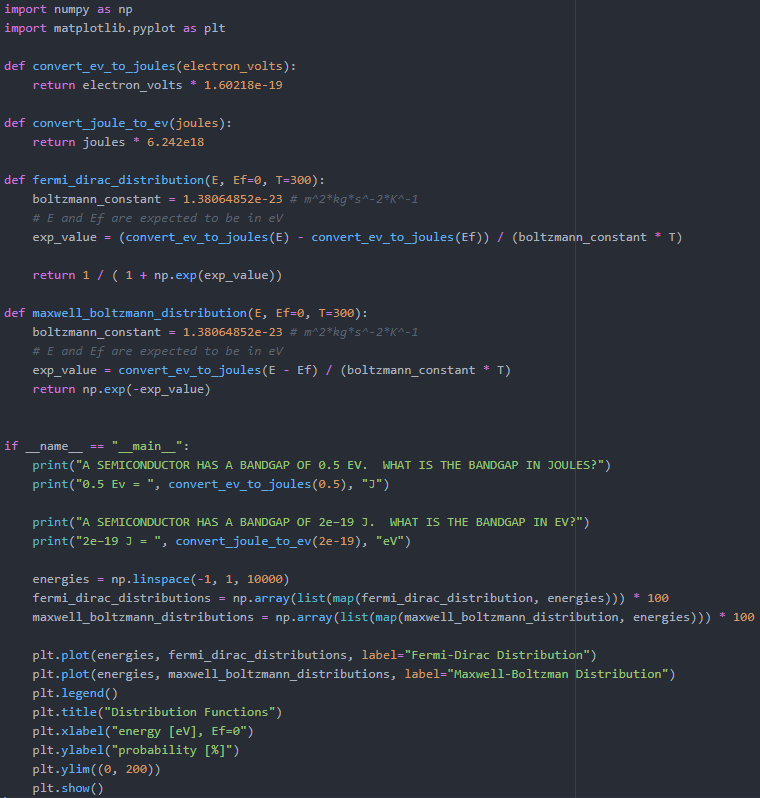 import numpy as np
import matplotlib.pyplot as plt

def convert_ev_to_joules(electron_volts):
    return electron_volts * 1.60218e-19

def convert_joule_to_ev(joules):
    return joules * 6.242e18

def fermi_dirac_distribution(E, Ef=0, T=300):
    boltzmann_constant = 1.38064852e-23 # m^2*kg*s^-2*K^-1
    # E and Ef are expected to be in eV
    exp_value = (convert_ev_to_joules(E) - convert_ev_to_joules(Ef)) / (boltzmann_constant * T)

    return 1 / ( 1 + np.exp(exp_value))

def maxwell_boltzmann_distribution(E, Ef=0, T=300):
    boltzmann_constant = 1.38064852e-23 # m^2*kg*s^-2*K^-1
    # E and Ef are expected to be in eV
    exp_value = convert_ev_to_joules(E - Ef) / (boltzmann_constant * T)
    return np.exp(-exp_value)


if __name__ == "__main__":
    print("A SEMICONDUCTOR HAS A BANDGAP OF 0.5 EV.  WHAT IS THE BANDGAP IN JOULES?")
    print("0.5 Ev = ", convert_ev_to_joules(0.5), "J")

    print("A SEMICONDUCTOR HAS A BANDGAP OF 2e-19 J.  WHAT IS THE BANDGAP IN EV?")
    print("2e-19 J = ", convert_joule_to_ev(2e-19), "eV")

    energies = np.linspace(-1, 1, 10000)
    fermi_dirac_distributions = np.array(list(map(fermi_dirac_distribution, energies))) * 100
    maxwell_boltzmann_distributions = np.array(list(map(maxwell_boltzmann_distribution, energies))) * 100

    plt.plot(energies, fermi_dirac_distributions, label="Fermi-Dirac Distribution")
    plt.plot(energies, maxwell_boltzmann_distributions, label="Maxwell-Boltzman Distribution")
    plt.legend()
    plt.title("Distribution Functions")
    plt.xlabel("energy [eV], Ef=0")
    plt.ylabel("probability [%]")
    plt.ylim((0, 200))
    plt.show()